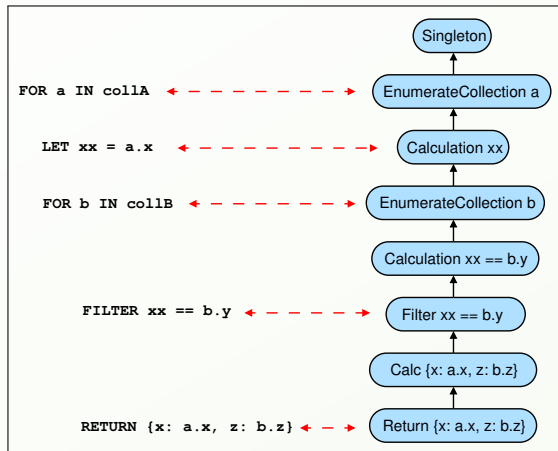 Singleton
FOR a IN collA
EnumerateCollection a
LET xx = a.x
Calculation xx
FOR b IN collB
EnumerateCollection b
Calculation xx == b.y
FILTER xx == b.y
Filter xx == b.y
Calc {x: a.x, z: b.z}
RETURN {x: a.x, z: b.z}
Return {x: a.x, z: b.z}